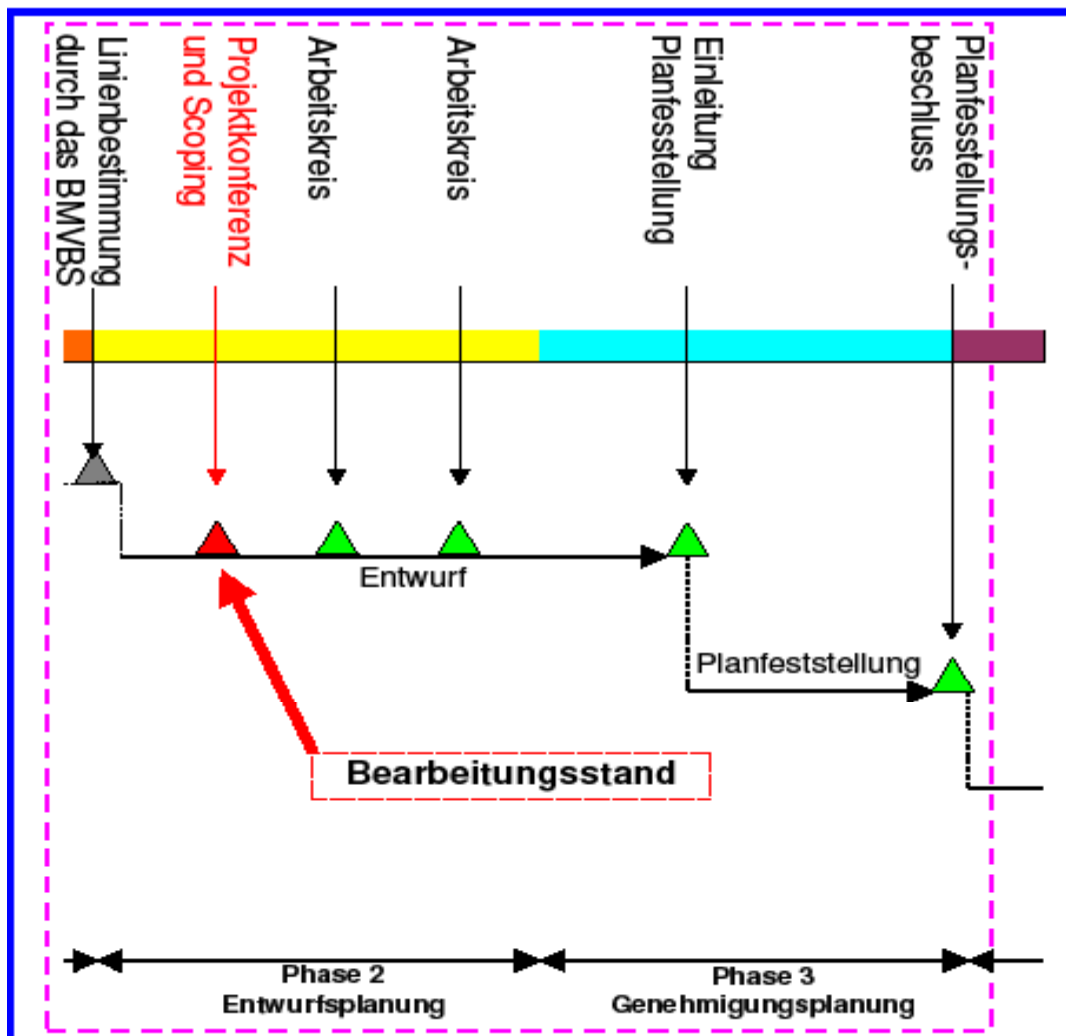 Linienbestimmung
durch das BMVBS
Projektkonferenz
und Scoping
Arbeitskreis
Arbeitskreis
Einleitung
Planfesstellung
Planfesstellungs-
beschluss
Entwurf
Planfeststellung
Bearbeitungsstand
Phase 2
Entwurfsplanung
Phase 3
Genehmigungsplanung